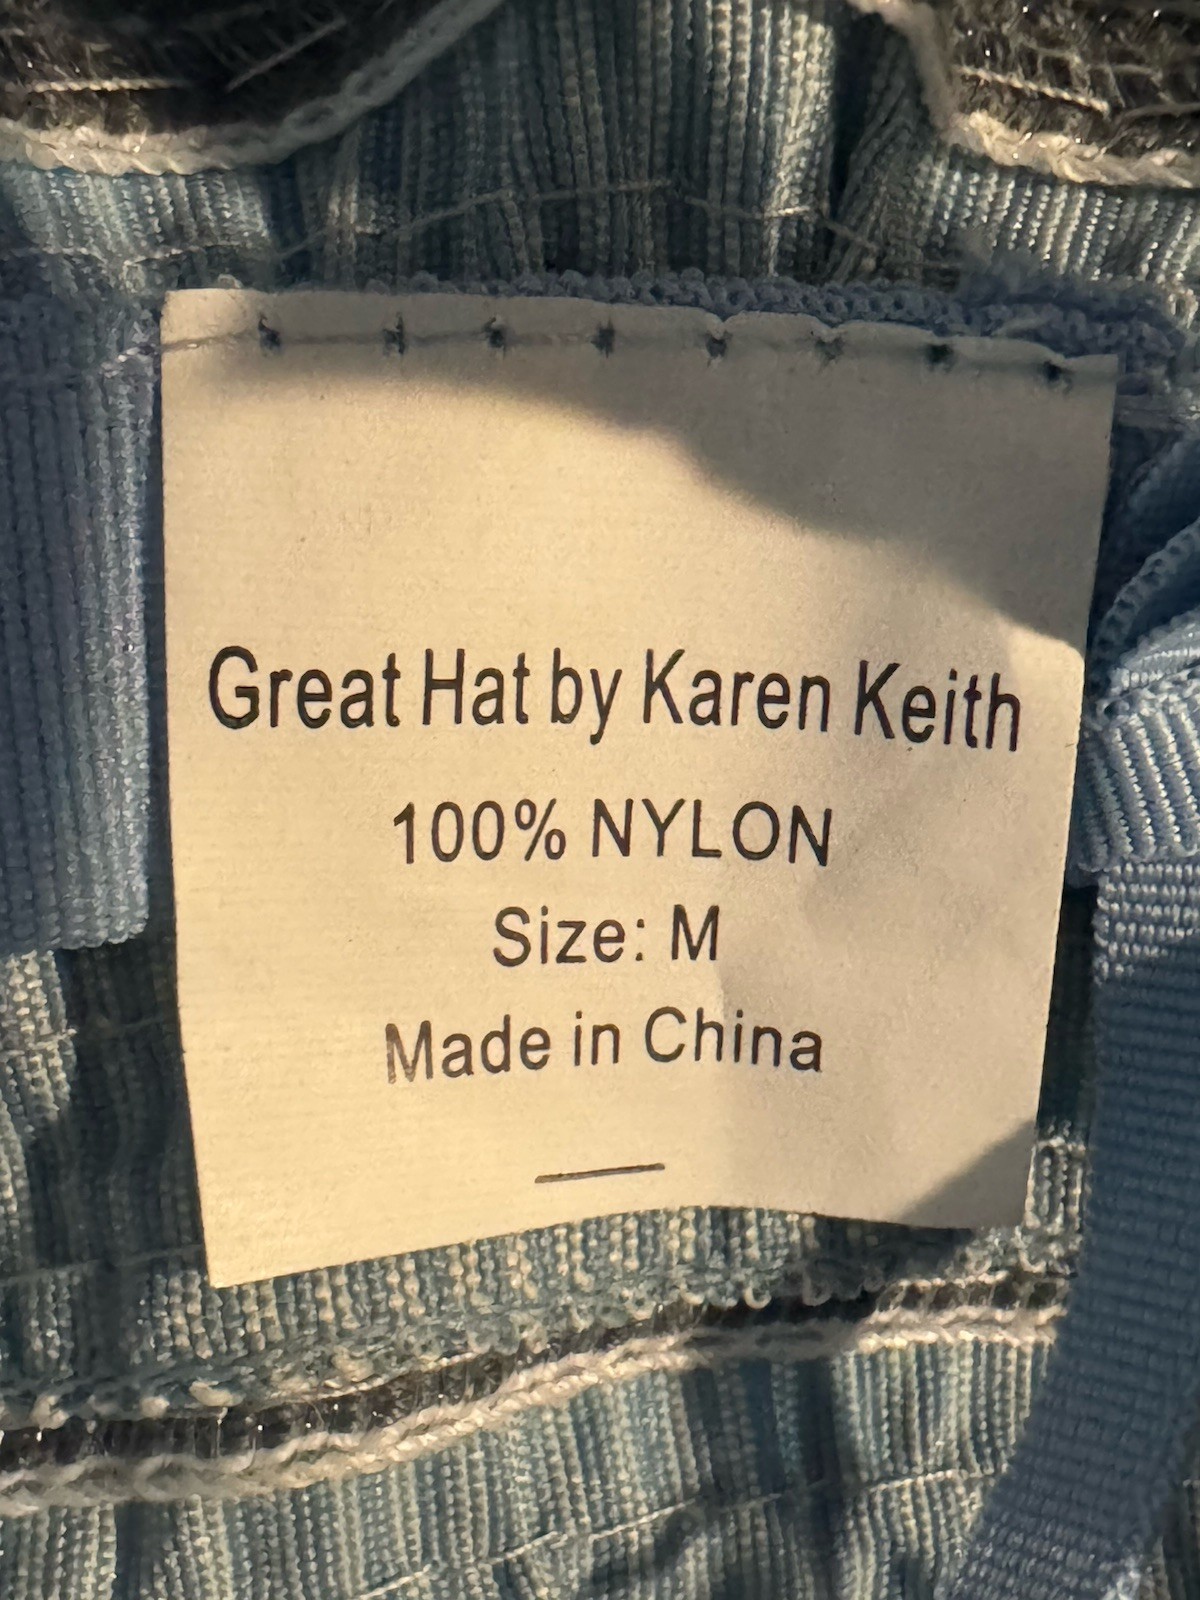 Great Hat by Karen Keith
100% NYLON
Size: M
Made in China